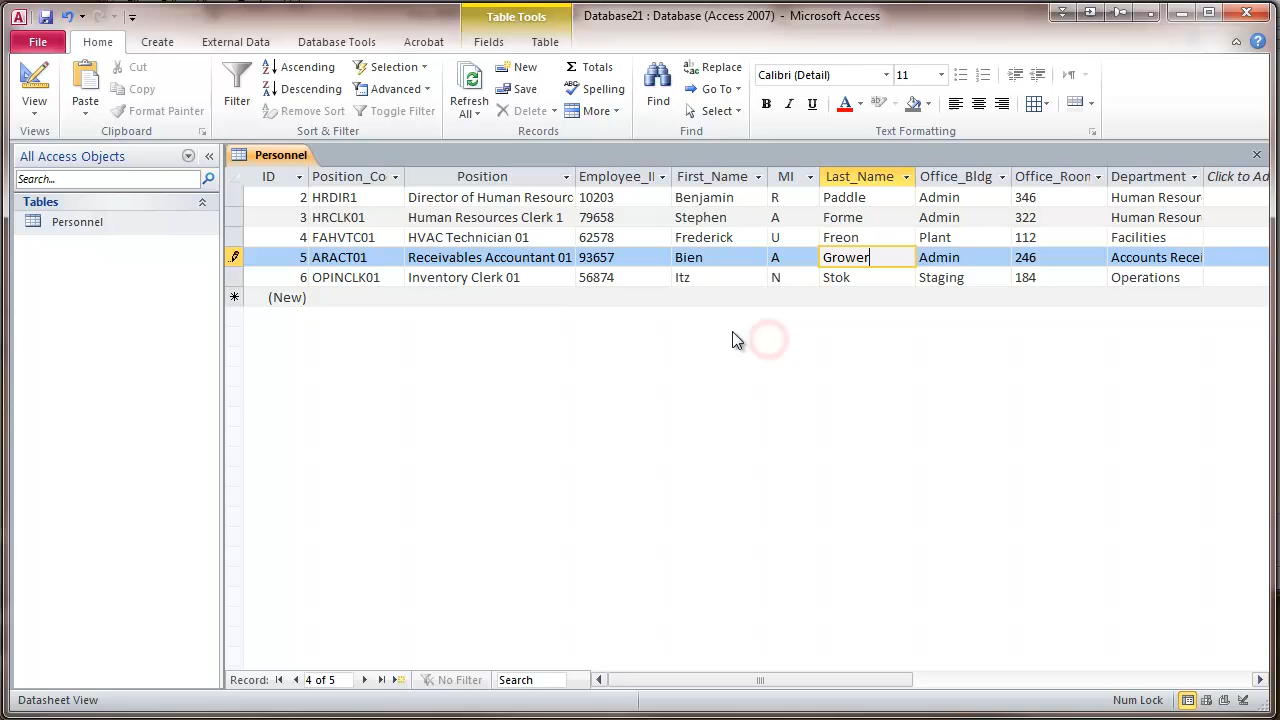 Table Tools
Database21 : Database (Access 2007) - Microsoft Access
File Home Create External Data Database Tools Acrobat Fields Table
View
Views
Paste
Cut
Copy
Format Painter
Clipboard
Filter
Ascending
Descending
Remove Sort
Selection
Advanced
Toggle Filter
Sort & Filter
Refresh
All
New
Save
Delete
Totals
Spelling
More
Records
Find
Replace
Go To
Select
Find
Calibri (Detail) 11
B I U A
Text Formatting
All Access Objects
Search...
Tables
Personnel
Personnel
ID Position_Co Position Employee_II First_Name MI Last_Name Office_Bldg Office_Roon Department Click to Ad
2 HRDIR1 Director of Human Resourc 10203 Benjamin R Paddle Admin 346 Human Resour
3 HRCLK01 Human Resources Clerk 1 79658 Stephen A Forme Admin 322 Human Resour
4 FAHVTC01 HVAC Technician 01 62578 Frederick U Freon Plant 112 Facilities
5 ARACT01 Receivables Accountant 01 93657 Bien A Grower Admin 246 Accounts Recei
6 OPINCLK01 Inventory Clerk 01 56874 Itz N Stok Staging 184 Operations
(New)
Record: 4 of 5 No Filter Search
Datasheet View
Num Lock